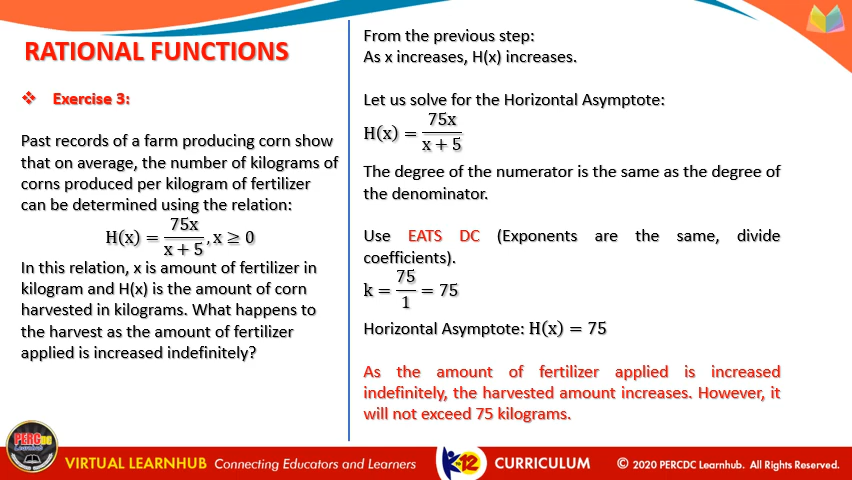 RATIONAL FUNCTIONS
❖ Exercise 3:
Past records of a farm producing corn show
that on average, the number of kilograms of
corns produced per kilogram of fertilizer
can be determined using the relation:
H(x) = 75x / x + 5, x ≥ 0
In this relation, x is amount of fertilizer in
kilogram and H(x) is the amount of corn
harvested in kilograms. What happens to
the harvest as the amount of fertilizer
applied is increased indefinitely?
From the previous step:
As x increases, H(x) increases.
Let us solve for the Horizontal Asymptote:
H(x) = 75x / x + 5
The degree of the numerator is the same as the degree of
the denominator.
Use EATS DC (Exponents are the same, divide
coefficients).
k = 75 / 1 = 75
Horizontal Asymptote: H(x) = 75
As the amount of fertilizer applied is increased
indefinitely, the harvested amount increases. However, it
will not exceed 75 kilograms.
PERCDC
Learnhub
VIRTUAL LEARNHUB Connecting Educators and Learners
K to 12 CURRICULUM
© 2020 PERCDC Learnhub. All Rights Reserved.